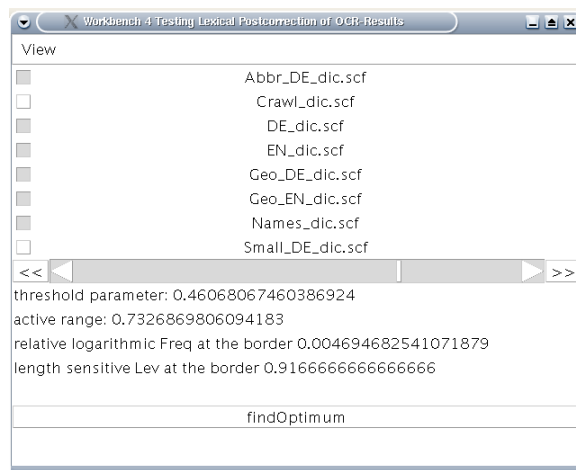 Workbench 4 Testing Lexical Postcorrection of OCR-Results
View
Abbr_DE_dic.scf
Crawl_dic.scf
DE_dic.scf
EN_dic.scf
Geo_DE_dic.scf
Geo_EN_dic.scf
Names_dic.scf
Small_DE_dic.scf
<< >>
threshold parameter: 0.46068067460386924
active range: 0.7326869806094183
relative logarithmic Freq at the border 0.004694682541071879
length sensitive Lev at the border 0.9166666666666666
findOptimum